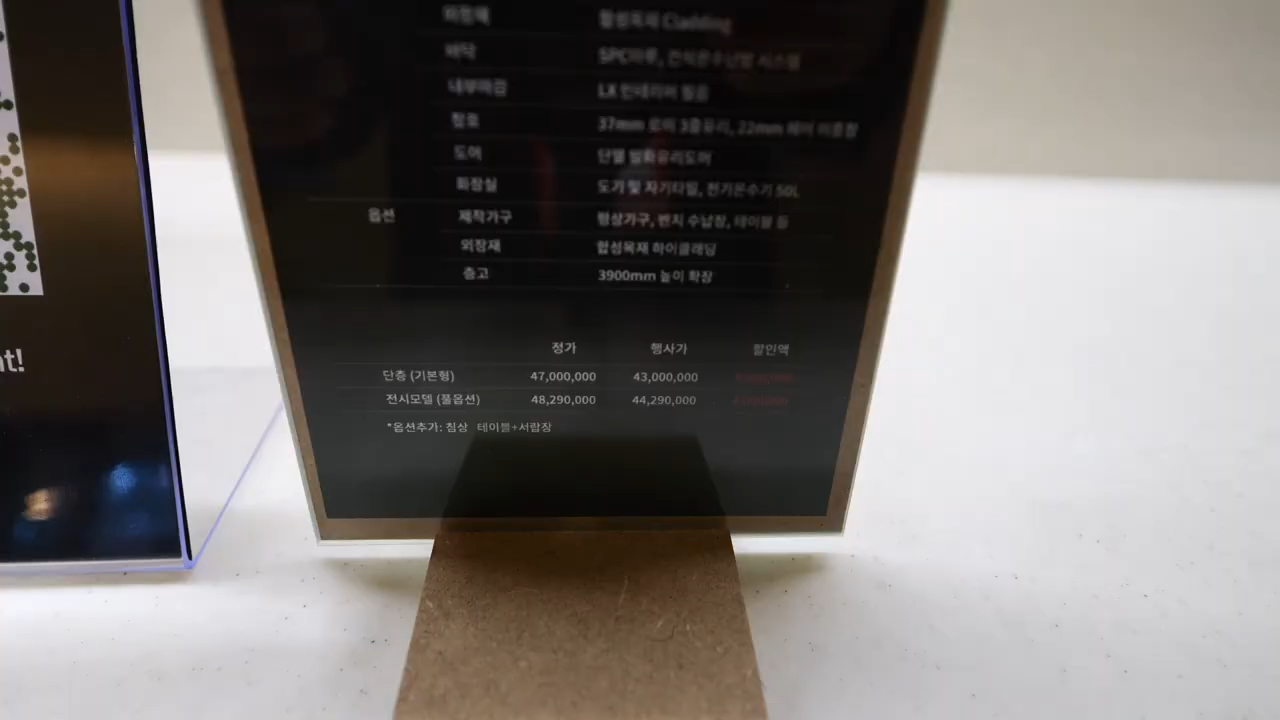 외장재 합성목재 Cladding
바닥 SPC마루, 건식온수난방 시스템
내부마감 LX 인테리어 필름
창호 37mm 로이 3중유리, 22mm 페어 이중창
도어 단열 발화유리도어
화장실 도기 및 자기타일, 전기온수기 50L
옵션 제작가구 평상가구, 벤치 수납장, 테이블 등
외장재 합성목재 하이클래딩
층고 3900mm 높이 확장
정가 행사가 할인액
단층 (기본형) 47,000,000 43,000,000
전시모델 (풀옵션) 48,290,000 44,290,000
*옵션추가: 침상 테이블+서랍장
nt!